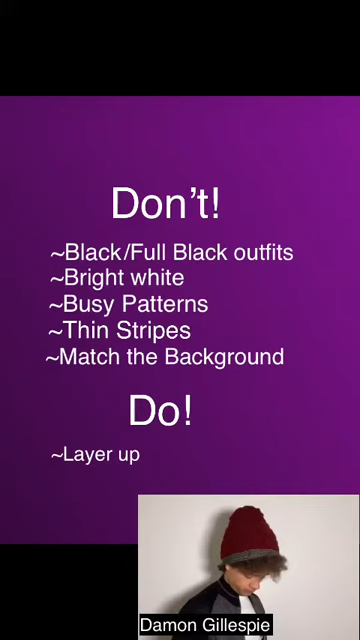 Don't!
~Black/Full Black outfits
~Bright white
~Busy Patterns
~Thin Stripes
~Match the Background
Do!
~Layer up
Damon Gillespie